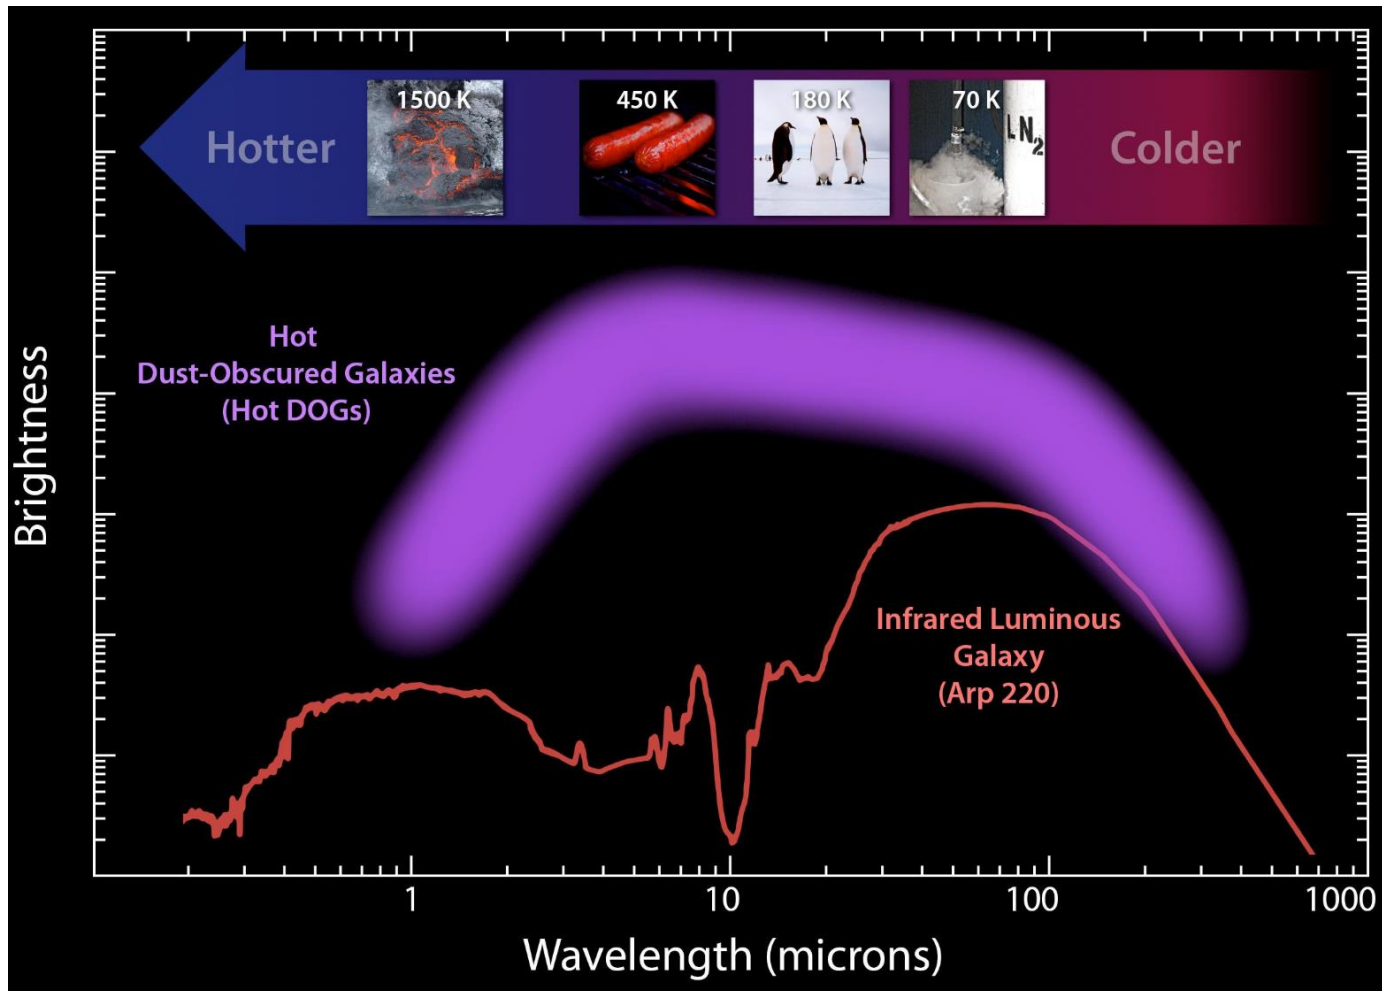 1500 K
450 K
180 K
70 K
LN2
Hotter
Colder
Hot
Dust-Obscured Galaxies
(Hot DOGs)
Brightness
Infrared Luminous
Galaxy
(Arp 220)
1
10
100
1000
Wavelength (microns)